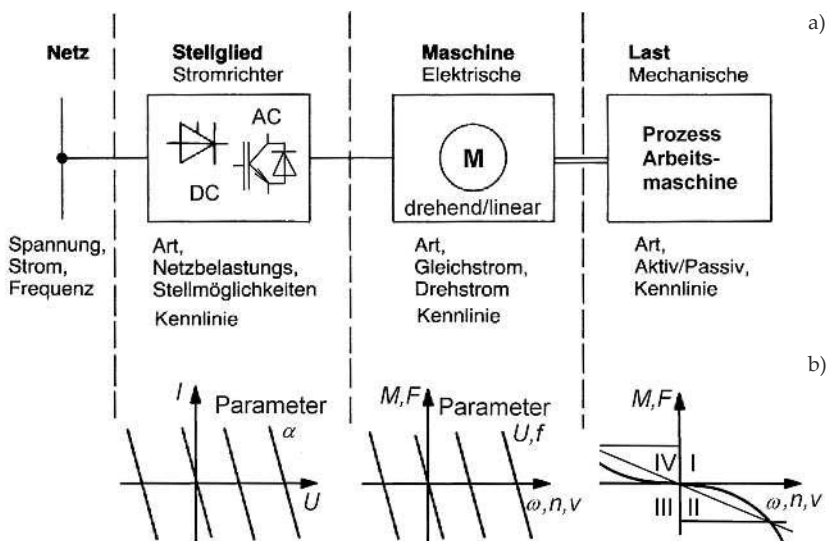 a)
Netz
Stellglied
Stromrichter
Maschine
Elektrische
Last
Mechanische
AC
DC
M
drehend/linear
Prozess
Arbeits-
maschine
Spannung,
Strom,
Frequenz
Art,
Netzbelastungs,
Stellmöglichkeiten
Kennlinie
Art,
Gleichstrom,
Drehstrom
Kennlinie
Art,
Aktiv/Passiv,
Kennlinie
b)
I
Parameter
α
U
M,F
Parameter
U,f
ω,n,v
M,F
IV
I
III
II
ω,n,v